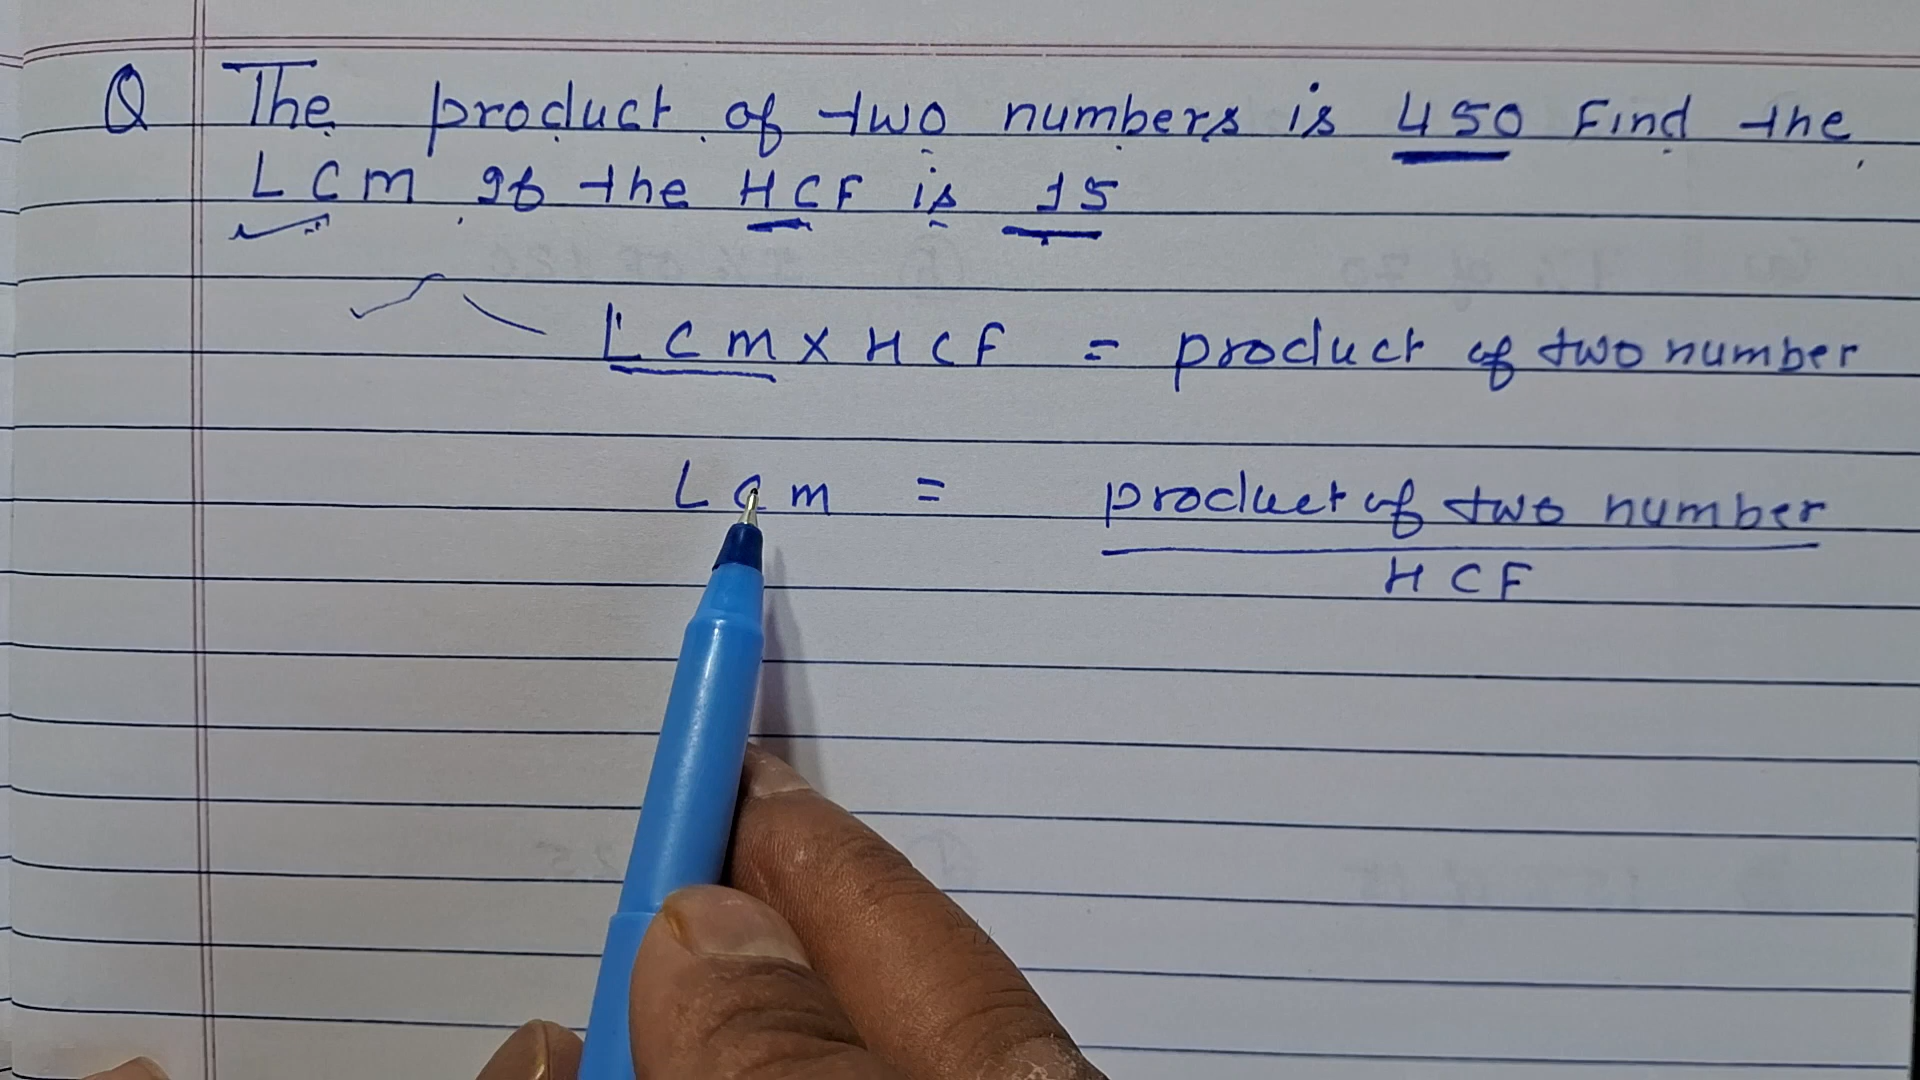 Q The product of two numbers is 450 Find the
LCM If the HCF is 15
LCM X HCF = product of two number
LCM = product of two number
HCF